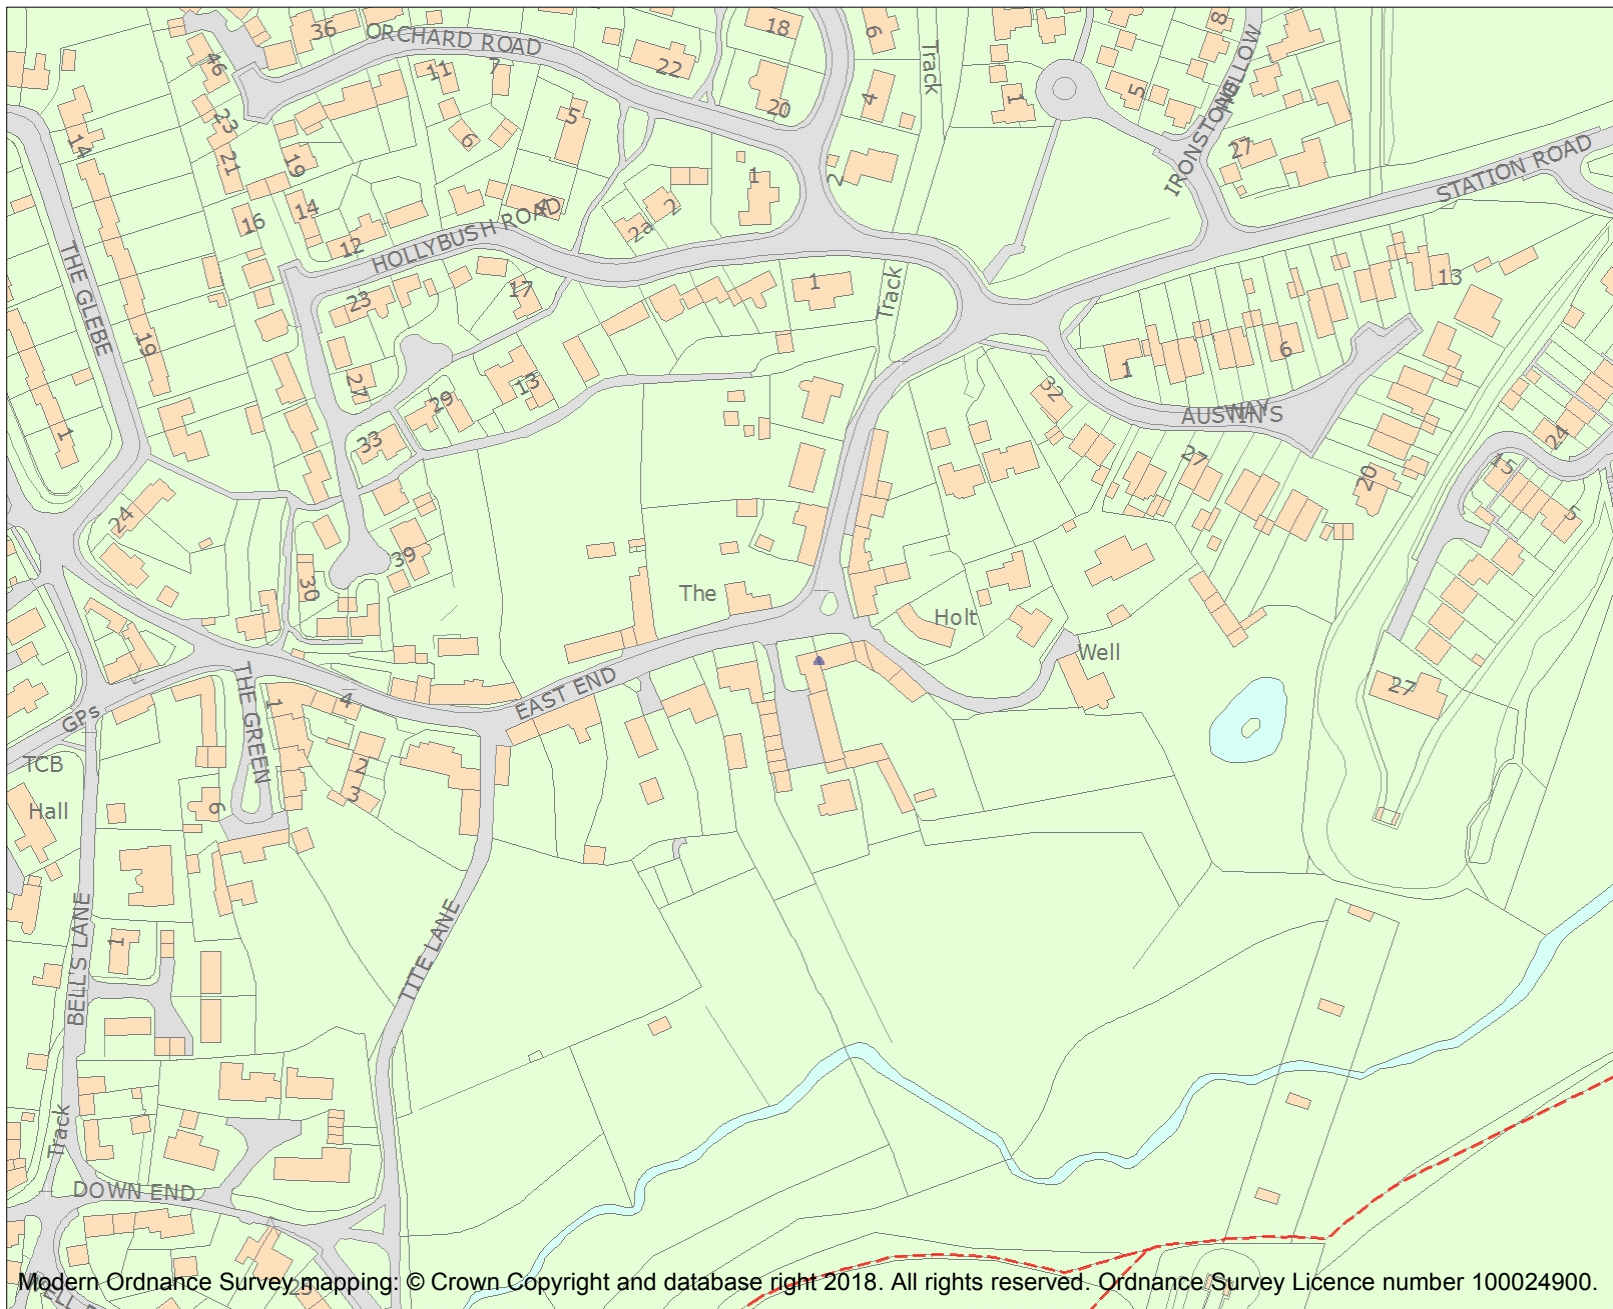 36
ORCHARD ROAD
18
6
Track
8
46
11
7
22
20
4
1
5
IRONSTONE
HOLLOW
14
23
21
19
6
5
27
STATION ROAD
16
14
12
4
2
2a
1
2
HOLLYBUSH ROAD
THE GLEBE
23
17
1
Track
13
19
27
13
29
33
1
32
1
6
AUSWIN'S
WAY
27
20
24
15
5
24
39
30
The
Holt
Well
27
THE GREEN
1
4
EAST END
GPs
TCB
Hall
2
3
6
BELL'S LANE
1
TITE LANE
Track
DOWN END
25
Modern Ordnance Survey mapping: © Crown Copyright and database right 2018. All rights reserved. Ordnance Survey Licence number 100024900.